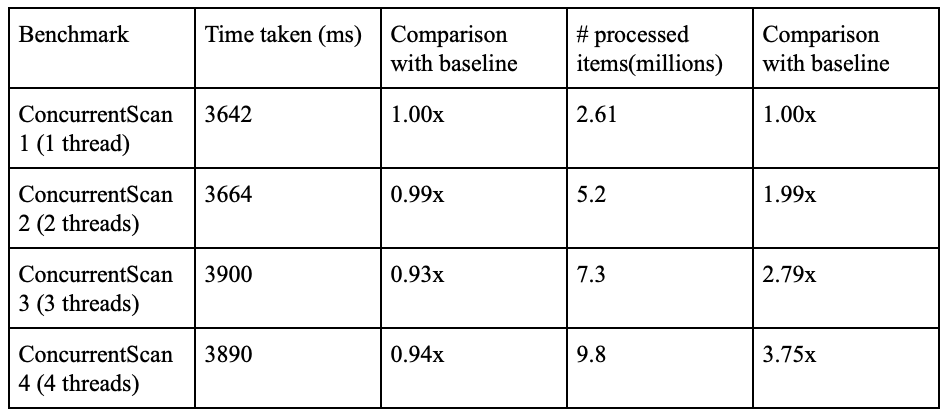 Benchmark
Time taken (ms)
Comparison
with baseline
# processed
items(millions)
Comparison
with baseline
ConcurrentScan
1 (1 thread)
3642
1.00x
2.61
1.00x
ConcurrentScan
2 (2 threads)
3664
0.99x
5.2
1.99x
ConcurrentScan
3 (3 threads)
3900
0.93x
7.3
2.79x
ConcurrentScan
4 (4 threads)
3890
0.94x
9.8
3.75x